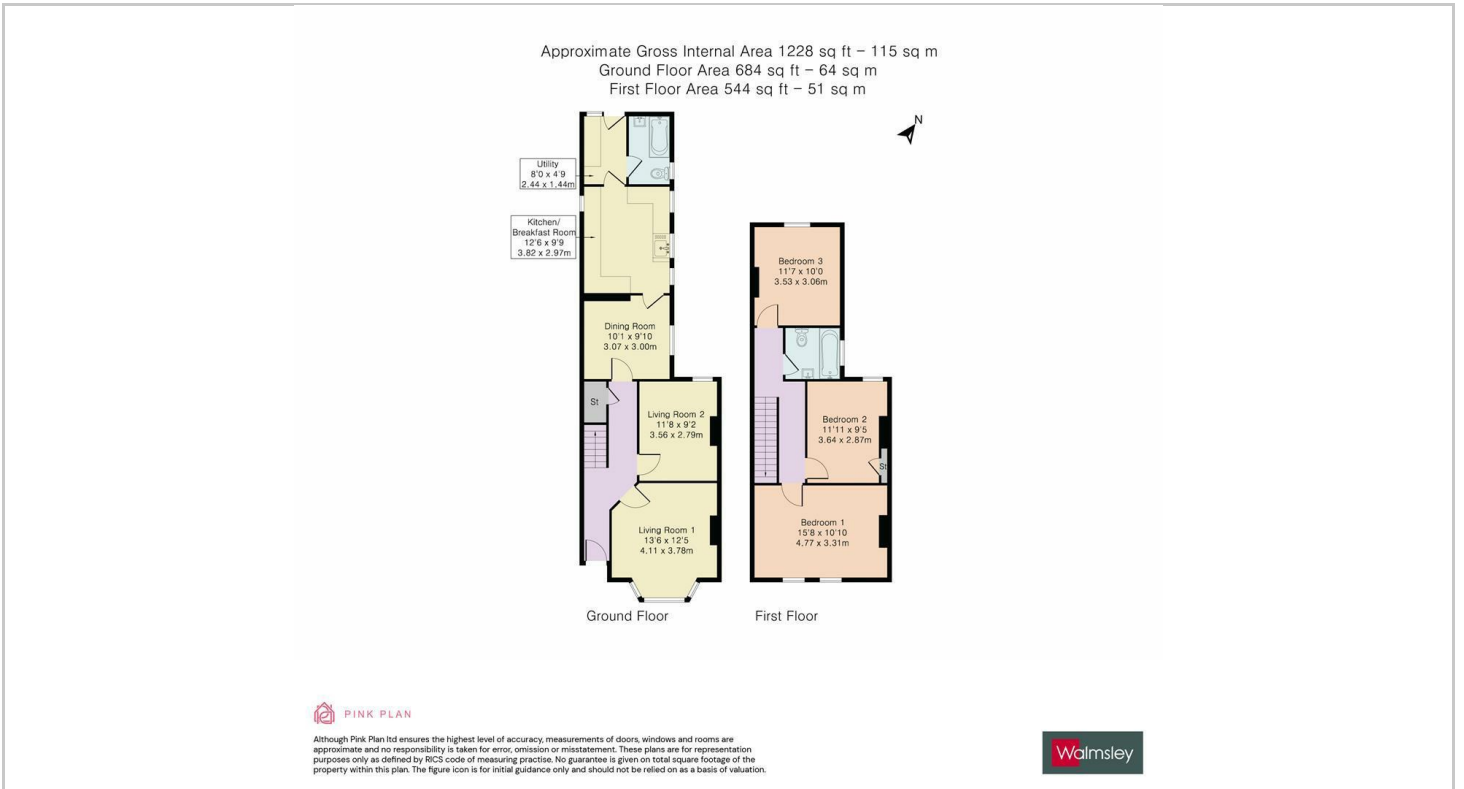 Approximate Gross Internal Area 1228 sq ft – 115 sq m
Ground Floor Area 684 sq ft – 64 sq m
First Floor Area 544 sq ft – 51 sq m
N
Utility
8'0 x 4'9
2.44 x 1.44m
Kitchen/
Breakfast Room
12'6 x 9'9
3.82 x 2.97m
Dining Room
10'1 x 9'10
3.07 x 3.00m
St
Living Room 2
11'8 x 9'2
3.56 x 2.79m
Living Room 1
13'6 x 12'5
4.11 x 3.78m
Ground Floor
Bedroom 3
11'7 x 10'0
3.53 x 3.06m
Bedroom 2
11'11 x 9'5
3.64 x 2.87m
St
Bedroom 1
15'8 x 10'10
4.77 x 3.31m
First Floor
PINK PLAN
Although Pink Plan ltd ensures the highest level of accuracy, measurements of doors, windows and rooms are
approximate and no responsibility is taken for error, omission or misstatement. These plans are for representation
purposes only as defined by RICS code of measuring practise. No guarantee is given on total square footage of the
property within this plan. The figure icon is for initial guidance only and should not be relied on as a basis of valuation.
Walmsley